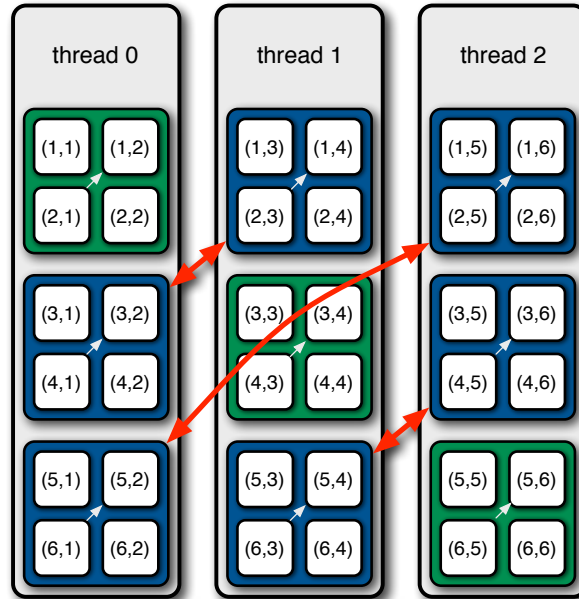 thread 0 thread 1 thread 2
(1,1) (1,2) (1,3) (1,4) (1,5) (1,6)
(2,1) (2,2) (2,3) (2,4) (2,5) (2,6)
(3,1) (3,2) (3,3) (3,4) (3,5) (3,6)
(4,1) (4,2) (4,3) (4,4) (4,5) (4,6)
(5,1) (5,2) (5,3) (5,4) (5,5) (5,6)
(6,1) (6,2) (6,3) (6,4) (6,5) (6,6)